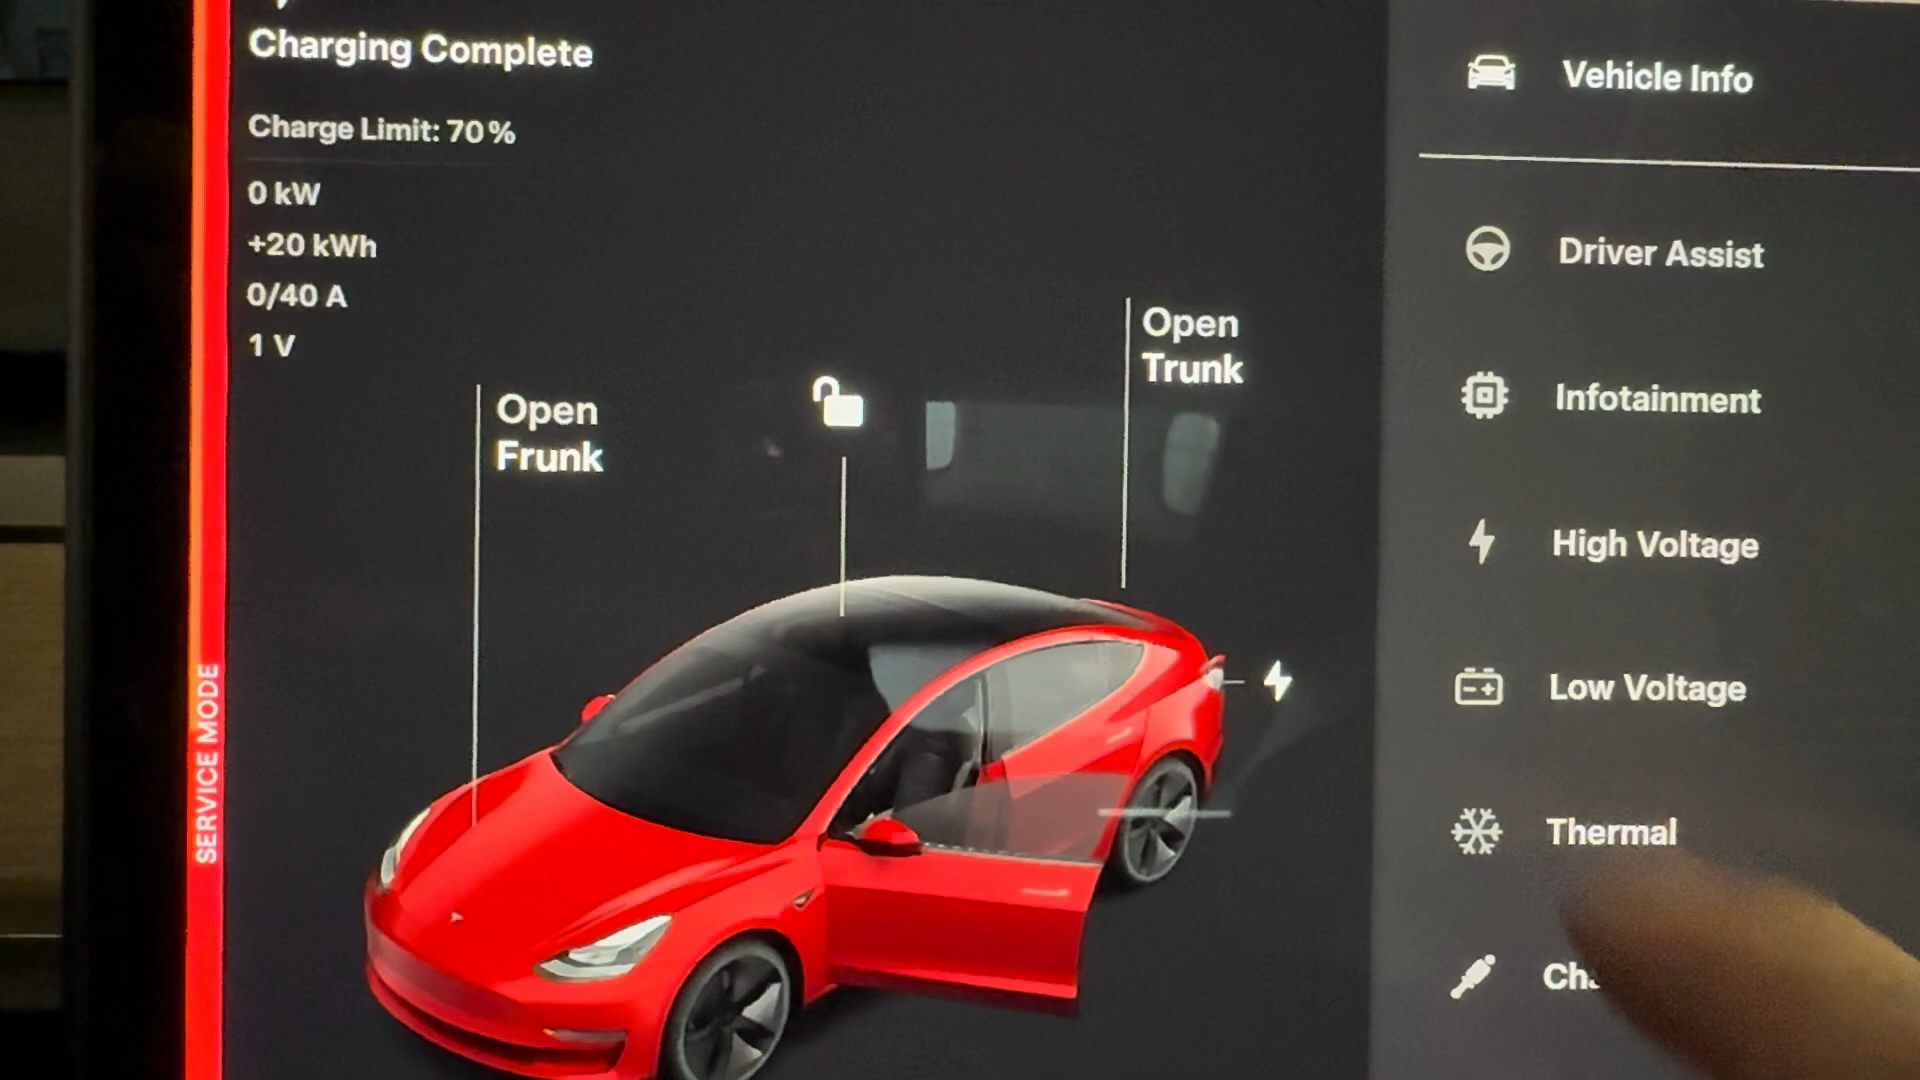 Charging Complete
Charge Limit: 70%
0 kW
+20 kWh
0/40 A
1 V
Open
Frunk
Open
Trunk
SERVICE MODE
Vehicle Info
Driver Assist
Infotainment
High Voltage
Low Voltage
Thermal